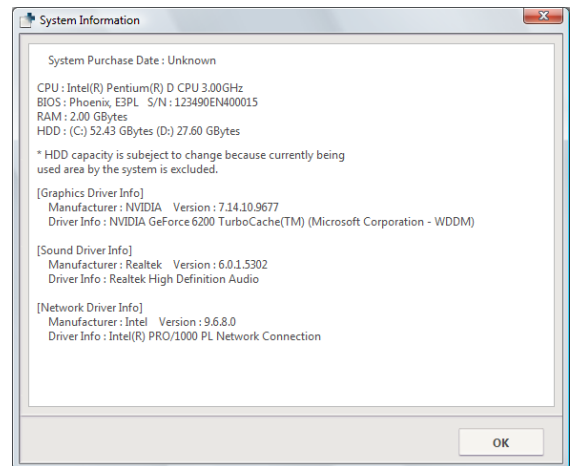 System Information
System Purchase Date : Unknown
CPU : Intel(R) Pentium(R) D CPU 3.00GHz
BIOS : Phoenix, E3PL S/N : 123490EN400015
RAM : 2.00 GBytes
HDD : (C:) 52.43 GBytes (D:) 27.60 GBytes
* HDD capacity is subeject to change because currently being
used area by the system is excluded.
[Graphics Driver Info]
Manufacturer : NVIDIA Version : 7.14.10.9677
Driver Info : NVIDIA GeForce 6200 TurboCache(TM) (Microsoft Corporation - WDDM)
[Sound Driver Info]
Manufacturer : Realtek Version : 6.0.1.5302
Driver Info : Realtek High Definition Audio
[Network Driver Info]
Manufacturer : Intel Version : 9.6.8.0
Driver Info : Intel(R) PRO/1000 PL Network Connection
OK